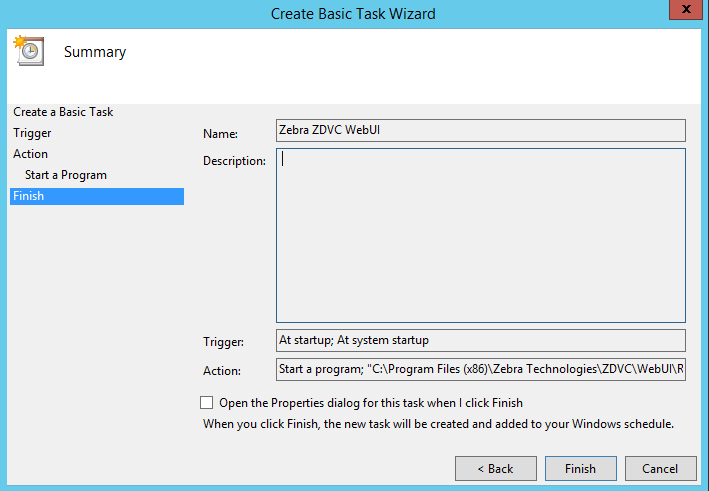 Create Basic Task Wizard
x
Summary
Create a Basic Task
Trigger
Action
Start a Program
Finish
Name:
Zebra ZDVC WebUI
Description:
Trigger:
At startup; At system startup
Action:
Start a program; "C:\Program Files (x86)\Zebra Technologies\ZDVC\WebUI\R
Open the Properties dialog for this task when I click Finish
When you click Finish, the new task will be created and added to your Windows schedule.
< Back
Finish
Cancel